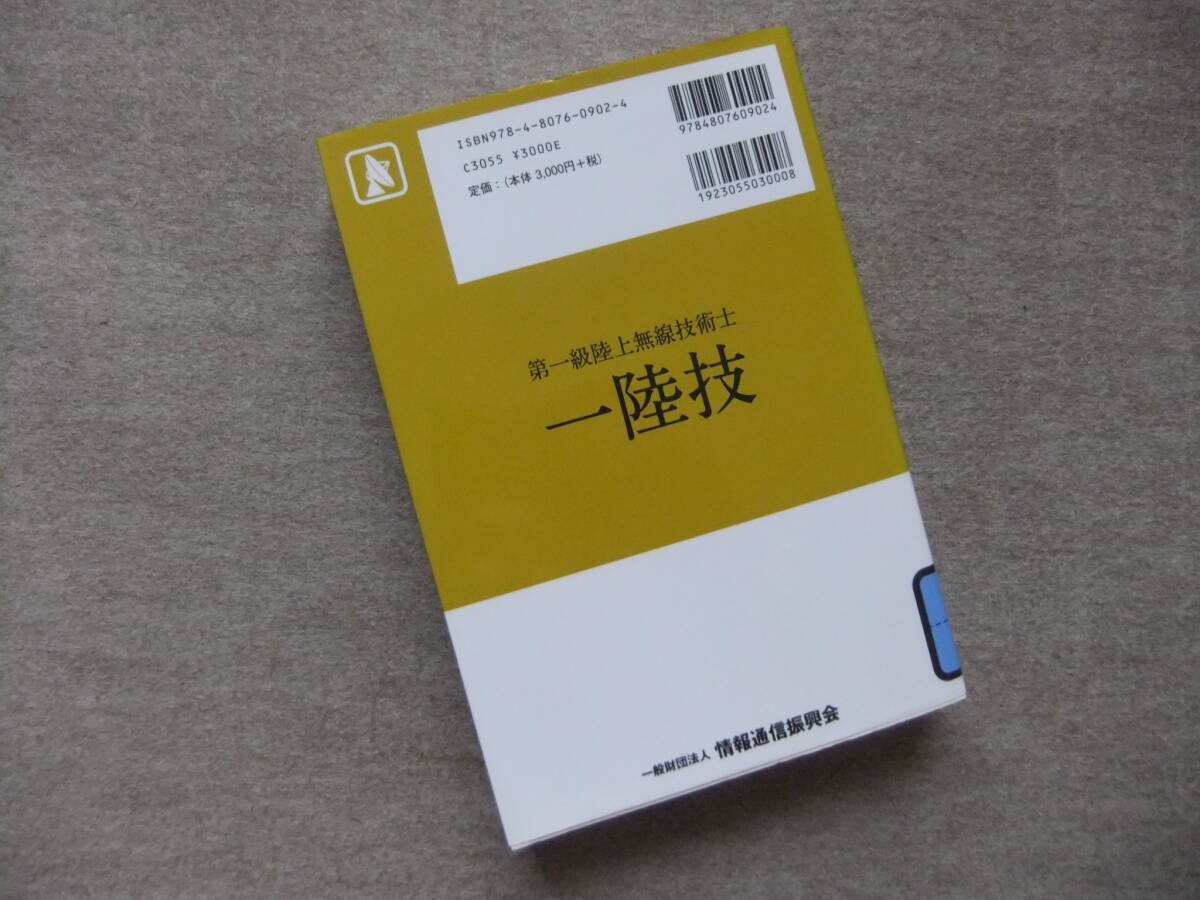 ISBN978-4-8076-0902-4
C3055 ¥3000E
定価:(本体 3,000円+税)
9784807609024
1923055030008
第一級陸上無線技術士
一陸技
一般財団法人 情報通信振興会